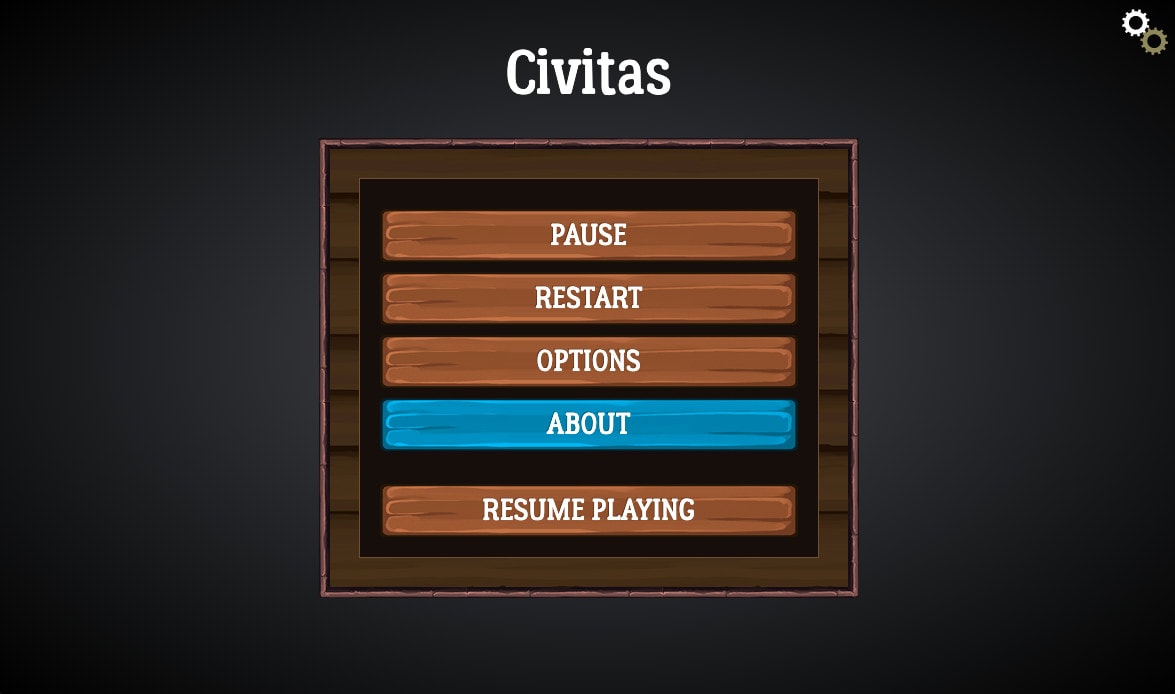 Civitas
PAUSE
RESTART
OPTIONS
ABOUT
RESUME PLAYING